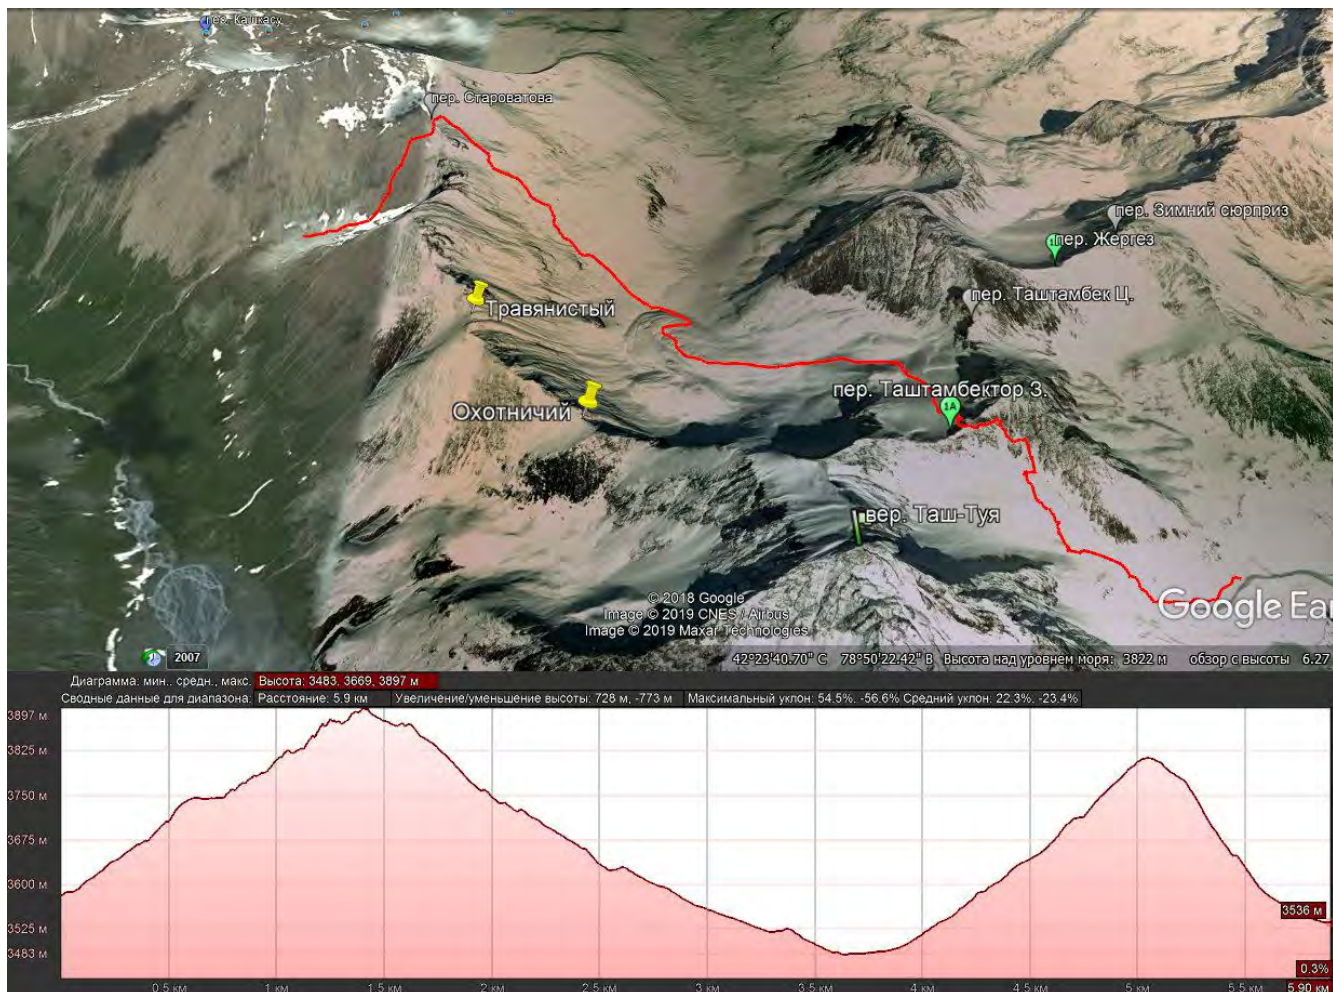 пер. Кашкасу
пер. Староватова
пер. Зимний сюрприз
пер. Жергез
пер. Таштамбек Ц.
Травянистый
пер. Таштамбектор З.
1А
Охотничий
вер. Таш-Туя
© 2018 Google
Image © 2019 CNES / Airbus
Image © 2019 Maxar Technologies
Google Ea
2007
42°23'40.70" С 78°50'22.42" В Высота над уровнем моря: 3822 м обзор с высоты 6.27
Диаграмма: мин., средн., макс. Высота: 3483, 3669, 3897 м
Сводные данные для диапазона: Расстояние: 5.9 км Увеличение/уменьшение высоты: 728 м, -773 м Максимальный уклон: 54.5%, -56.6% Средний уклон: 22.3%, -23.4%
3897 м
3825 м
3750 м
3675 м
3600 м
3525 м
3483 м
3536 м
0.3%
0.5 км 1 км 1.5 км 2 км 2.5 км 3 км 3.5 км 4 км 4.5 км 5 км 5.5 км 5.90 км